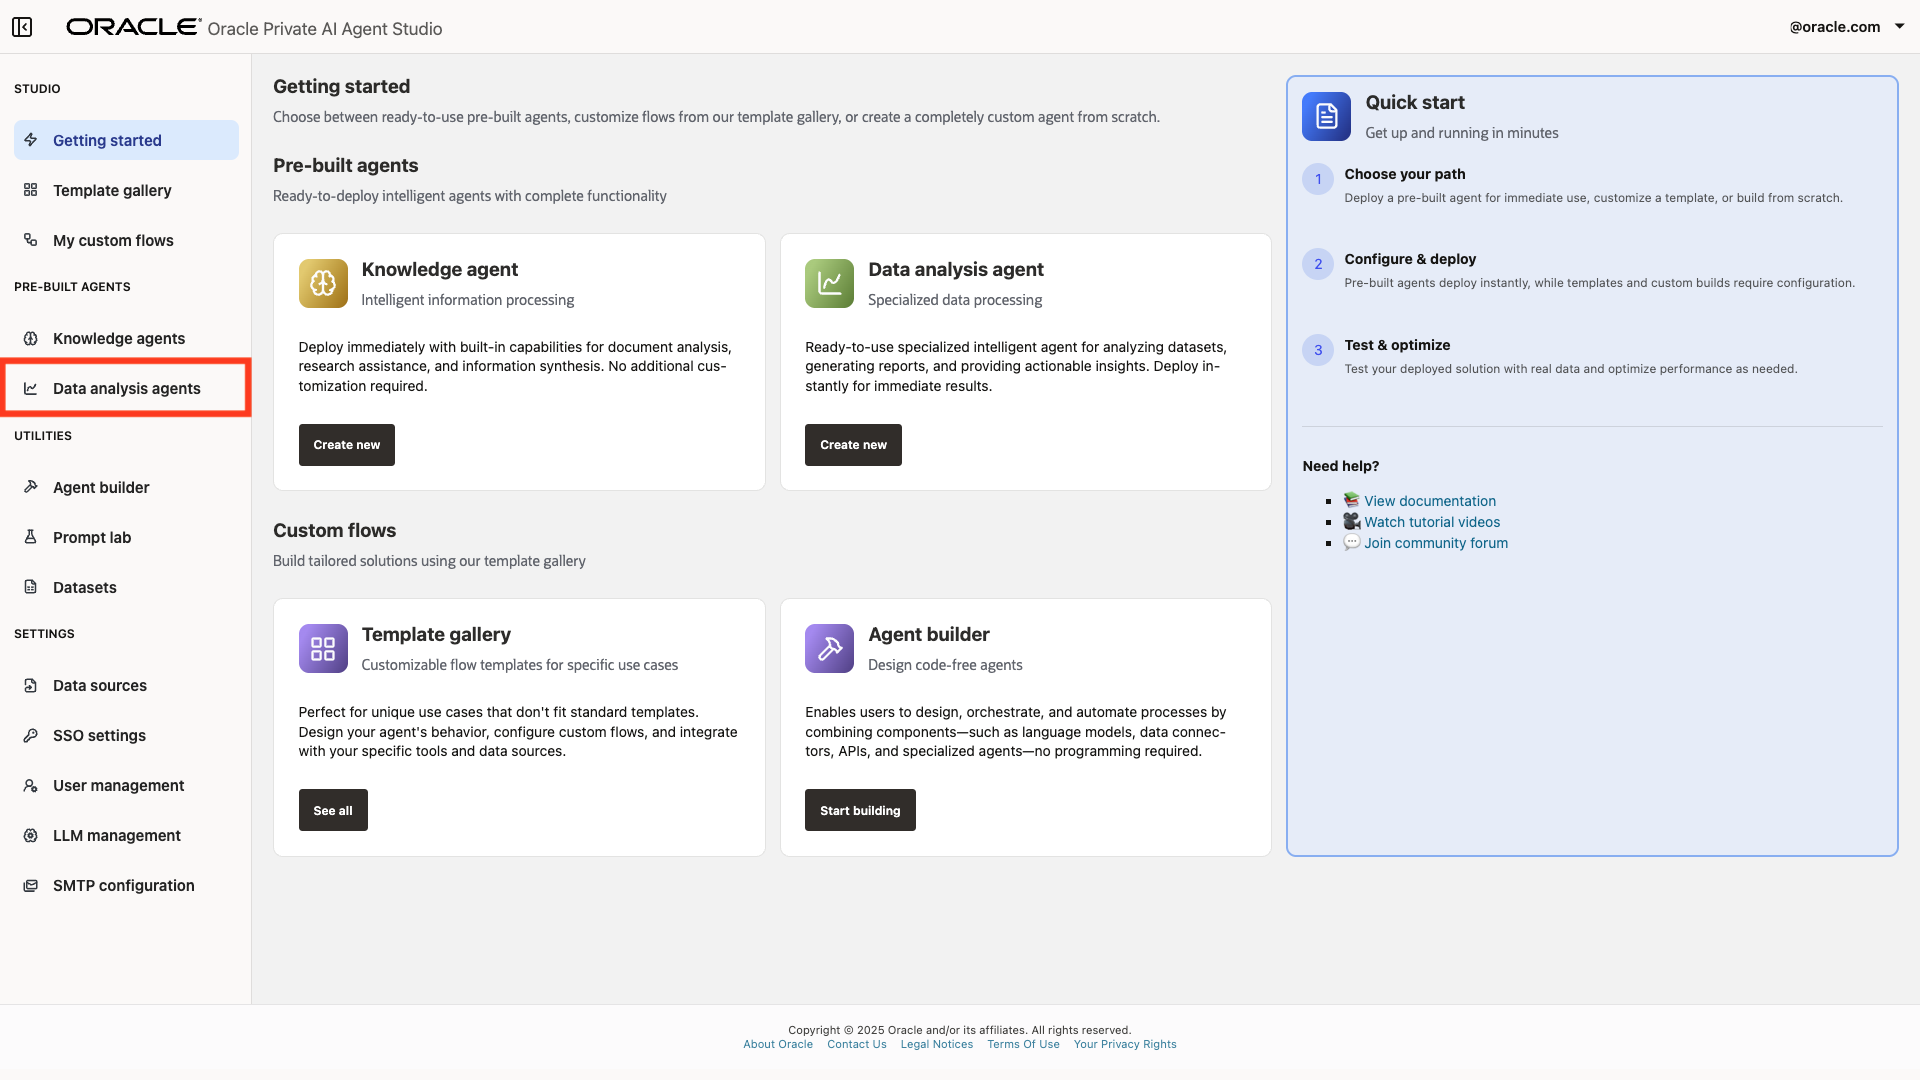 ORACLE Oracle Private AI Agent Studio
@oracle.com
STUDIO
Getting started
Template gallery
My custom flows
PRE-BUILT AGENTS
Knowledge agents
Data analysis agents
UTILITIES
Agent builder
Prompt lab
Datasets
SETTINGS
Data sources
SSO settings
User management
LLM management
SMTP configuration
Getting started
Choose between ready-to-use pre-built agents, customize flows from our template gallery, or create a completely custom agent from scratch.
Pre-built agents
Ready-to-deploy intelligent agents with complete functionality
Knowledge agent
Intelligent information processing
Deploy immediately with built-in capabilities for document analysis,
research assistance, and information synthesis. No additional cus-
tomization required.
Create new
Data analysis agent
Specialized data processing
Ready-to-use specialized intelligent agent for analyzing datasets,
generating reports, and providing actionable insights. Deploy in-
stantly for immediate results.
Create new
Custom flows
Build tailored solutions using our template gallery
Template gallery
Customizable flow templates for specific use cases
Perfect for unique use cases that don't fit standard templates.
Design your agent's behavior, configure custom flows, and integrate
with your specific tools and data sources.
See all
Agent builder
Design code-free agents
Enables users to design, orchestrate, and automate processes by
combining components—such as language models, data connec-
tors, APIs, and specialized agents—no programming required.
Start building
Quick start
Get up and running in minutes
1
Choose your path
Deploy a pre-built agent for immediate use, customize a template, or build from scratch.
2
Configure & deploy
Pre-built agents deploy instantly, while templates and custom builds require configuration.
3
Test & optimize
Test your deployed solution with real data and optimize performance as needed.
Need help?
View documentation
Watch tutorial videos
Join community forum
Copyright © 2025 Oracle and/or its affiliates. All rights reserved.
About Oracle Contact Us Legal Notices Terms Of Use Your Privacy Rights